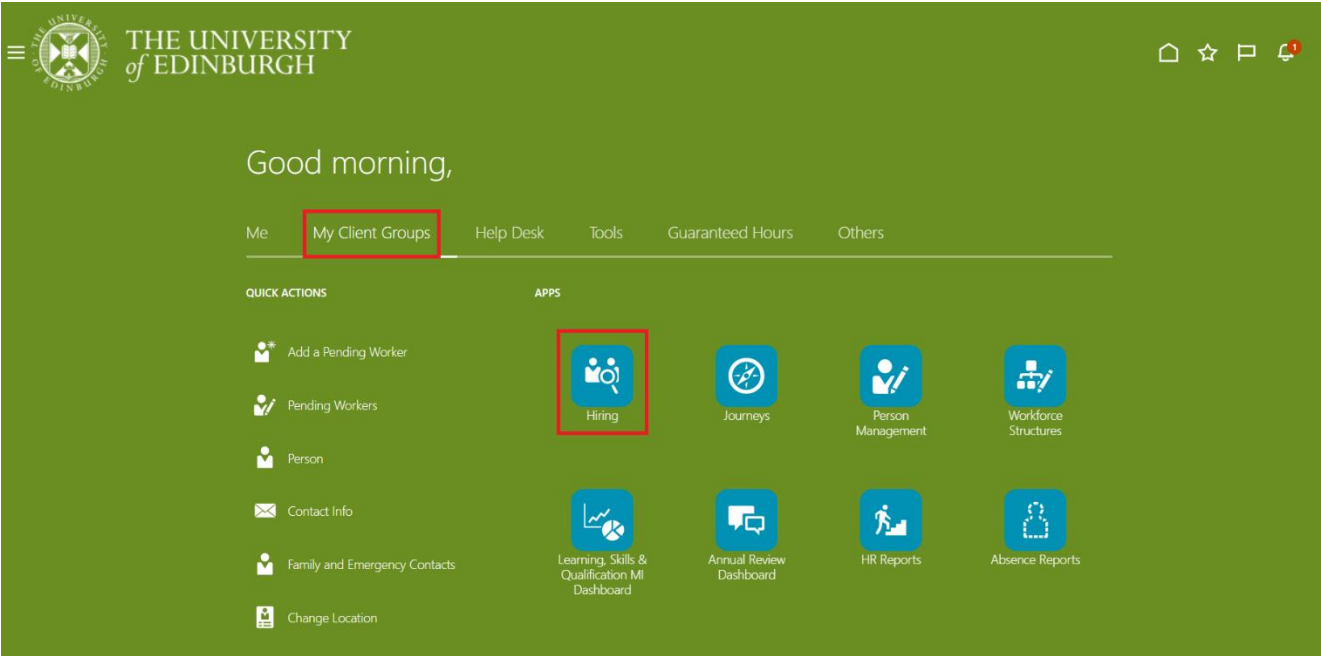 THE UNIVERSITY
of EDINBURGH
1
Good morning,
Me My Client Groups Help Desk Tools Guaranteed Hours Others
QUICK ACTIONS
APPS
Add a Pending Worker
Pending Workers
Person
Contact Info
Family and Emergency Contacts
Change Location
Hiring
Journeys
Person
Management
Workforce
Structures
Learning, Skills &
Qualification MI
Dashboard
Annual Review
Dashboard
HR Reports
Absence Reports